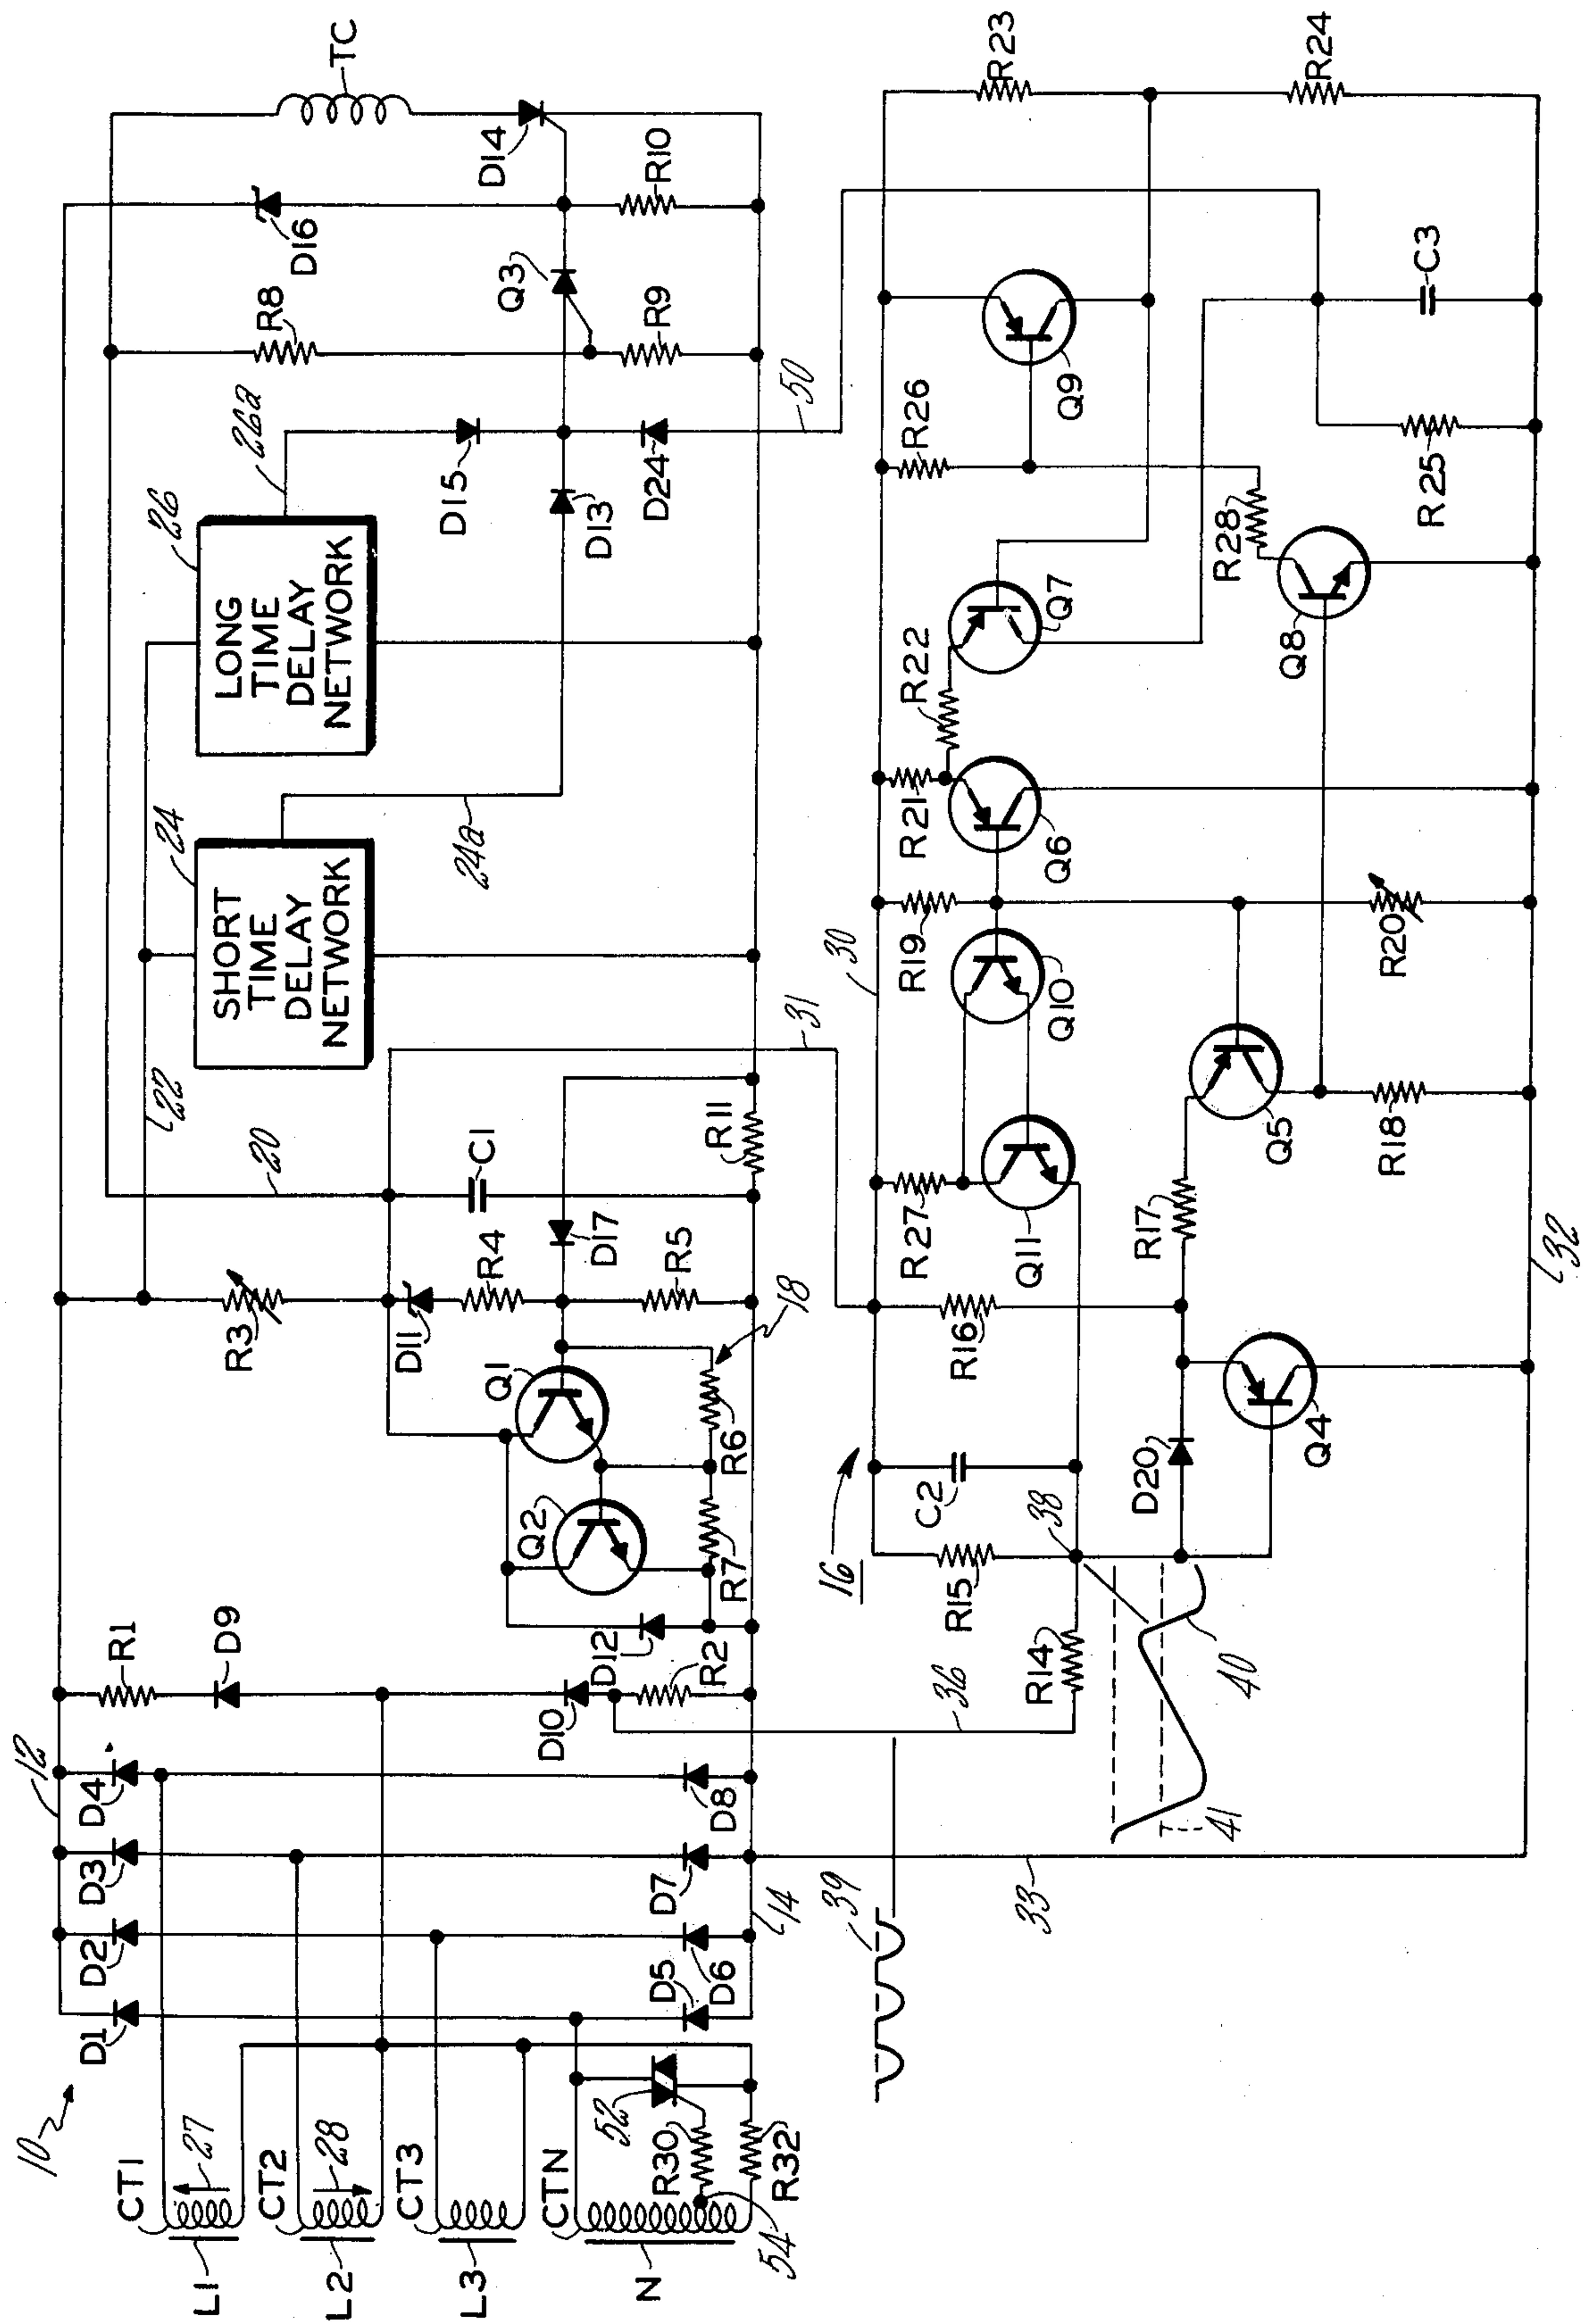 10
CT1
27
L1
CT2
28
L2
CT3
L3
CTN
N
54
52
R30
R32
D1
D2
D3
D4
12
R1
D9
D5
D6
D7
D8
14
D10
R2
D12
Q2
Q1
R7
R6
18
R3
D11
R4
D17
R5
20
C1
22
R11
31
SHORT
TIME
DELAY
NETWORK
24
24a
LONG
TIME
DELAY
NETWORK
26
26a
D15
D13
D24
50
R8
Q3
R9
D16
D14
R10
TC
39
33
36
R14
41
40
38
16
R15
C2
D20
Q4
R16
R17
R27
Q11
Q10
30
R19
Q5
R18
R20
32
R21
Q6
R22
Q7
Q8
R28
R26
Q9
R25
C3
R23
R24